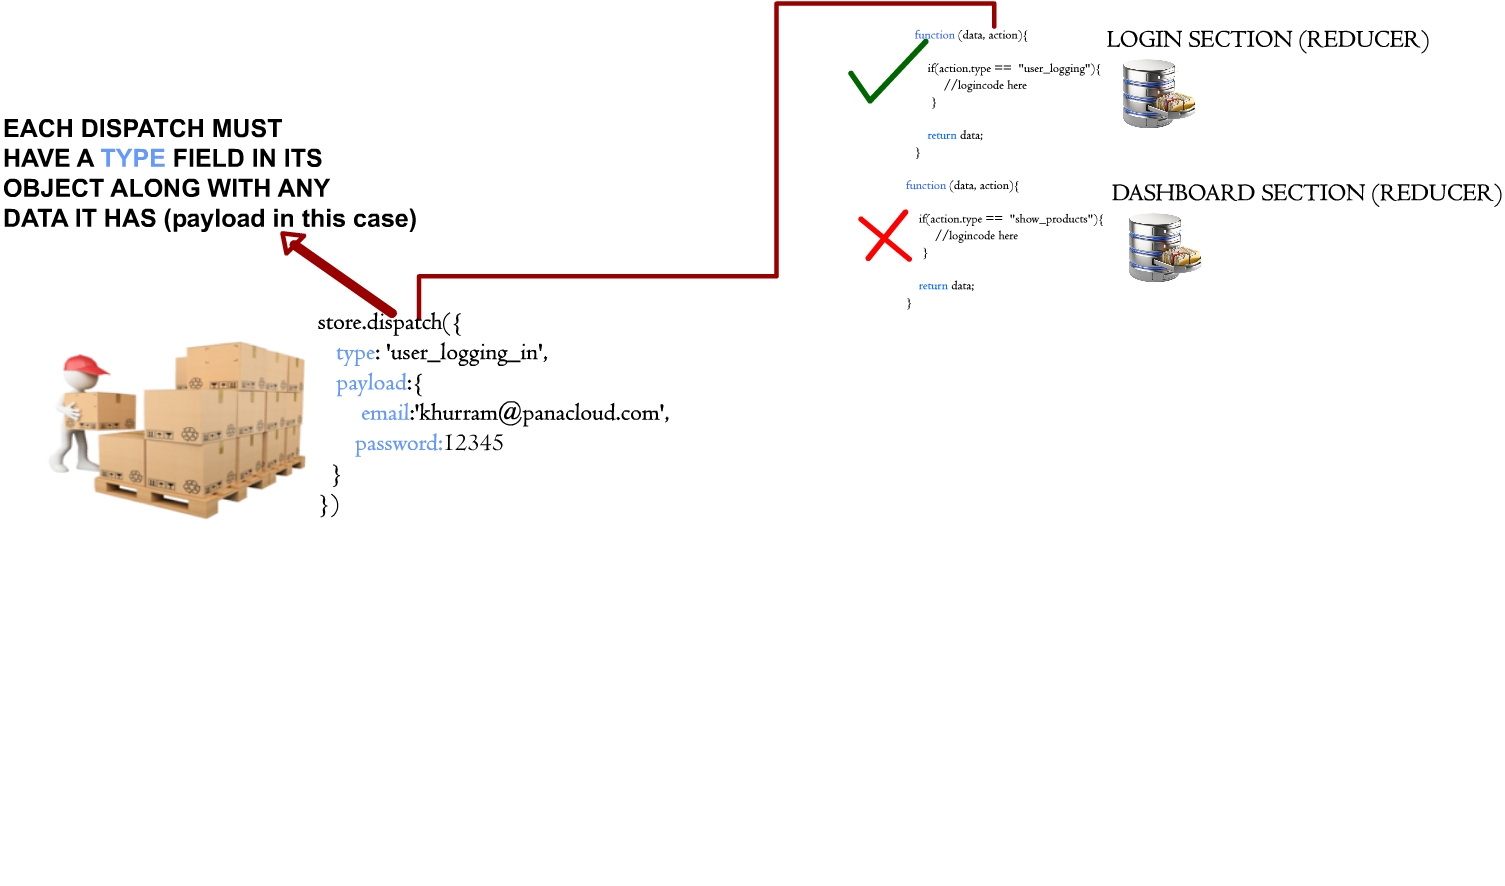 EACH DISPATCH MUST
HAVE A TYPE FIELD IN ITS
OBJECT ALONG WITH ANY
DATA IT HAS (payload in this case)
store.dispatch({
type: 'user_logging_in',
payload:{
email:'khurram@panacloud.com',
password:12345
}
})
function (data, action){
if(action.type == "user_logging"){
//logincode here
}
return data;
}
LOGIN SECTION (REDUCER)
function (data, action){
if(action.type == "show_products"){
//logincode here
}
return data;
}
DASHBOARD SECTION (REDUCER)